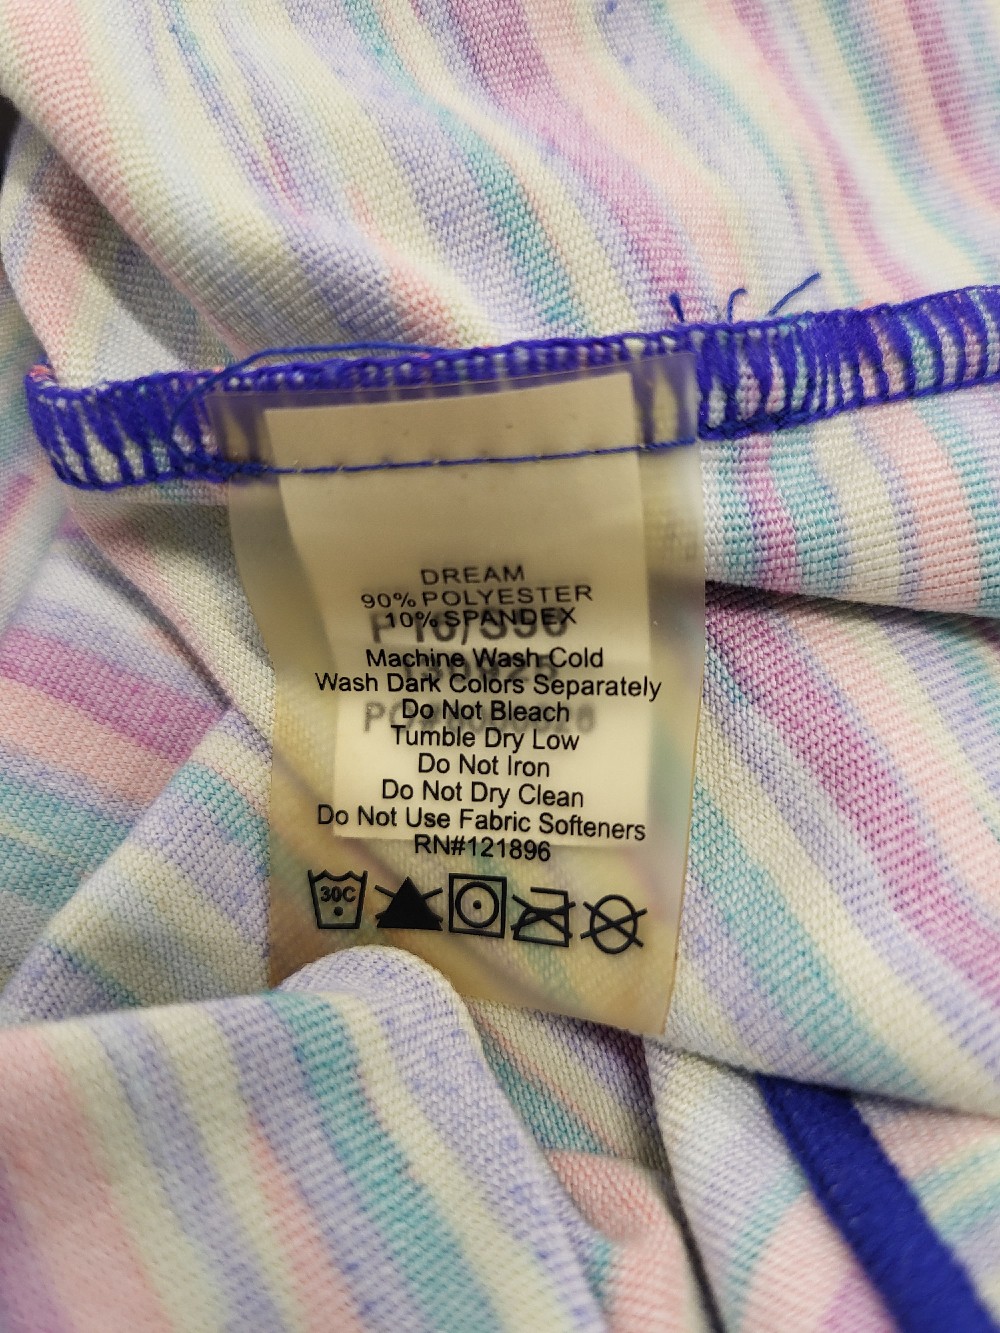 DREAM
90% POLYESTER
10% SPANDEX
Machine Wash Cold
Wash Dark Colors Separately
Do Not Bleach
Tumble Dry Low
Do Not Iron
Do Not Dry Clean
Do Not Use Fabric Softeners
RN#121896
30C